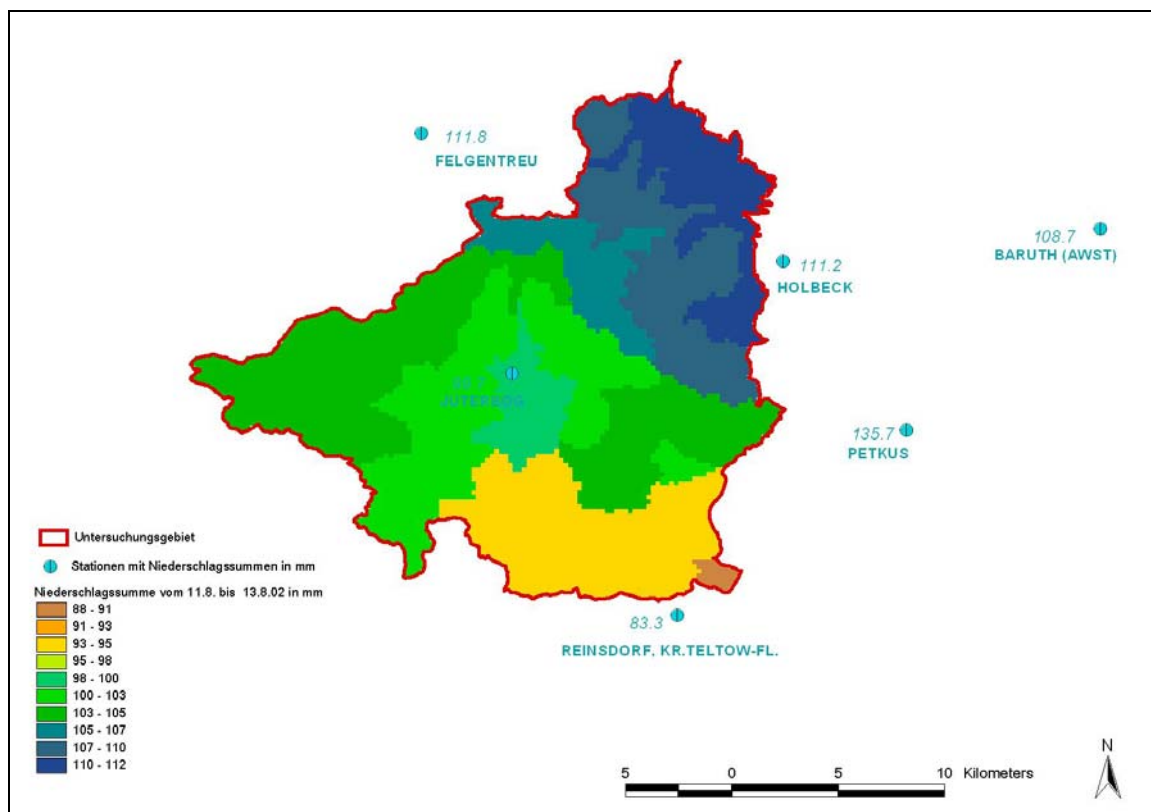 111.8
FELGENTREU
108.7
BARUTH (AWST)
111.2
HOLBECK
JUTERBOG
135.7
PETKUS
Untersuchungsgebiet
Stationen mit Niederschlagssummen in mm
Niederschlagssumme vom 11.8. bis 13.8.02 in mm
88 - 91
91 - 93
93 - 95
95 - 98
98 - 100
100 - 103
103 - 105
105 - 107
107 - 110
110 - 112
83.3
REINSDORF, KR.TELTOW-FL.
N
5 0 5 10 Kilometers